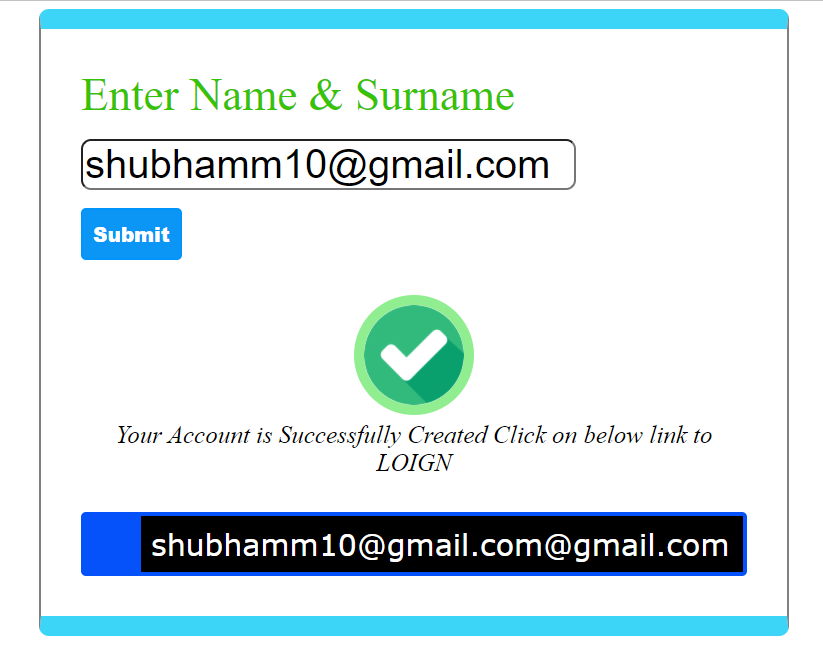 Enter Name & Surname
shubhamm10@gmail.com
Submit
Your Account is Successfully Created Click on below link to
LOIGN
shubhamm10@gmail.com@gmail.com